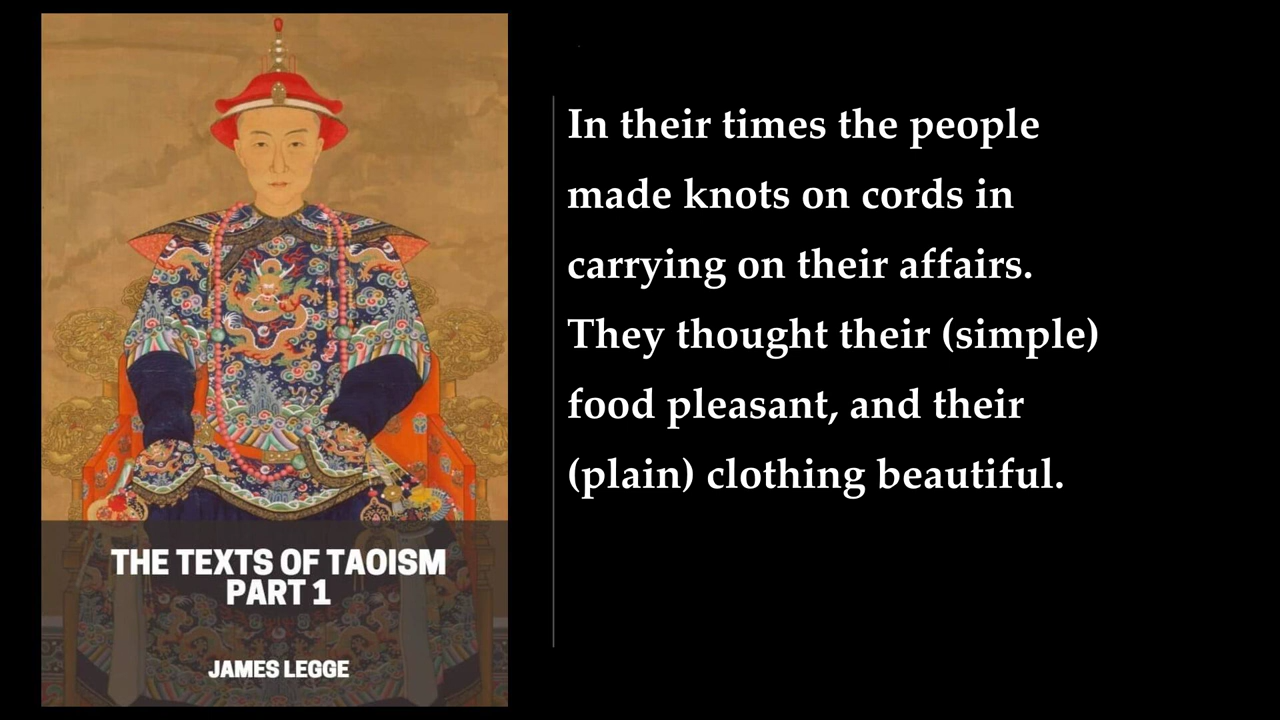 THE TEXTS OF TAOISM
PART 1
JAMES LEGGE
In their times the people
made knots on cords in
carrying on their affairs.
They thought their (simple)
food pleasant, and their
(plain) clothing beautiful.